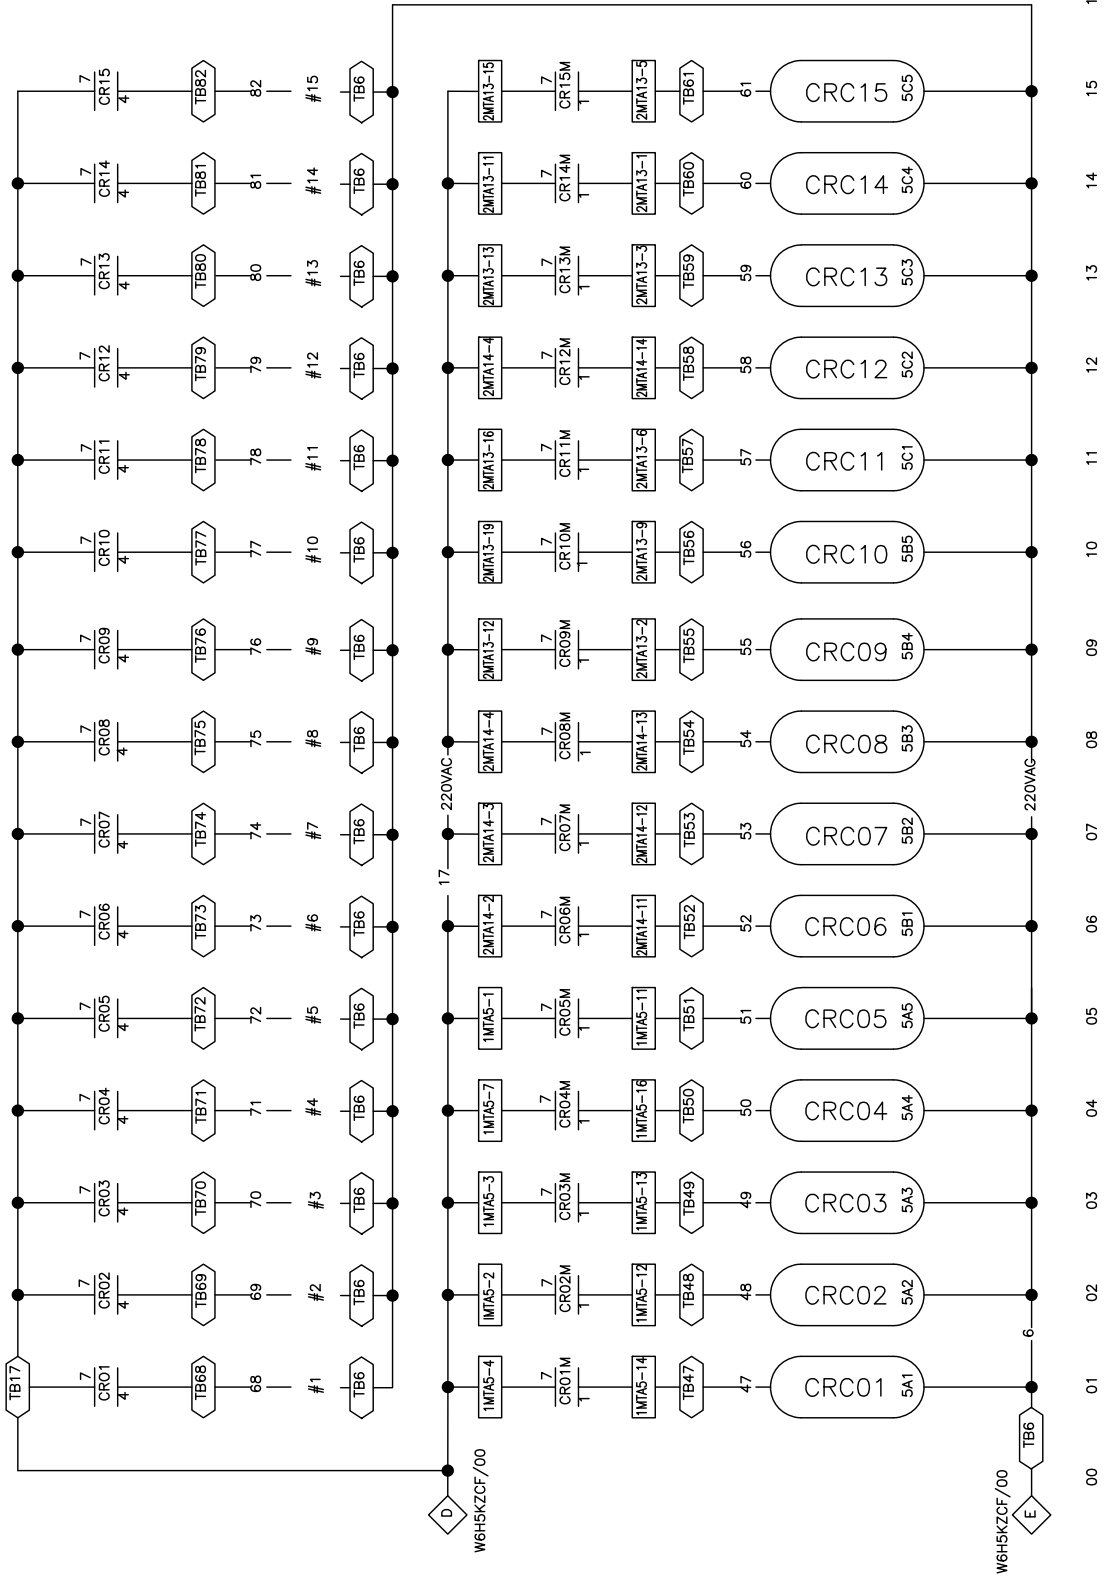 TB17
7 7 7 7 7 7 7 7 7 7 7 7 7 7 7
CR01 CR02 CR03 CR04 CR05 CR06 CR07 CR08 CR09 CR10 CR11 CR12 CR13 CR14 CR15
4 4 4 4 4 4 4 4 4 4 4 4 4 4 4
TB68 TB69 TB70 TB71 TB72 TB73 TB74 TB75 TB76 TB77 TB78 TB79 TB80 TB81 TB82
68 69 70 71 72 73 74 75 76 77 78 79 80 81 82
#1 #2 #3 #4 #5 #6 #7 #8 #9 #10 #11 #12 #13 #14 #15
TB6 TB6 TB6 TB6 TB6 TB6 TB6 TB6 TB6 TB6 TB6 TB6 TB6 TB6 TB6
D 17 220VAC
W6H5KZCF/00
1MTA5-4 IMTA5-2 1MTA5-3 1MTA5-7 1MTA5-1 2MTA14-2 2MTA14-3 2MTA14-4 2MTA13-12 2MTA13-19 2MTA13-16 2MTA14-4 2MTA13-13 2MTA13-11 2MTA13-15
7 7 7 7 7 7 7 7 7 7 7 7 7 7 7
CR01M CR02M CR03M CR04M CR05M CR06M CR07M CR08M CR09M CR10M CR11M CR12M CR13M CR14M CR15M
1 1 1 1 1 1 1 1 1 1 1 1 1 1 1
1MTA5-14 1MTA5-12 1MTA5-13 1MTA5-16 1MTA5-11 2MTA14-11 2MTA14-12 2MTA14-13 2MTA13-2 2MTA13-9 2MTA13-6 2MTA14-14 2MTA13-3 2MTA13-1 2MTA13-5
TB47 TB48 TB49 TB50 TB51 TB52 TB53 TB54 TB55 TB56 TB57 TB58 TB59 TB60 TB61
47 48 49 50 51 52 53 54 55 56 57 58 59 60 61
CRC01 CRC02 CRC03 CRC04 CRC05 CRC06 CRC07 CRC08 CRC09 CRC10 CRC11 CRC12 CRC13 CRC14 CRC15
5A1 5A2 5A3 5A4 5A5 5B1 5B2 5B3 5B4 5B5 5C1 5C2 5C3 5C4 5C5
W6H5KZCF/00
E TB6 6 220VAC
00 01 02 03 04 05 06 07 08 09 10 11 12 13 14 15